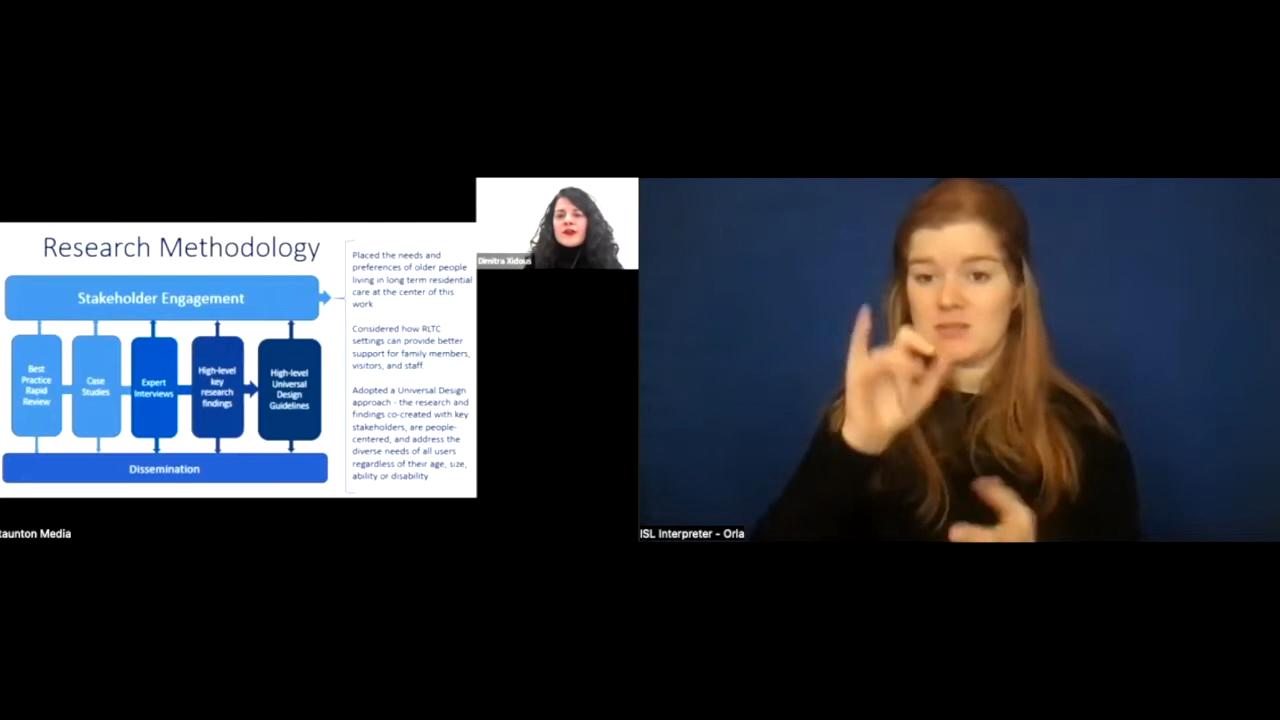 Research Methodology
Stakeholder Engagement
Best
Practice
Rapid
Review
Case
Studies
Expert
Interviews
High-level
key
research
findings
High-level
Universal
Design
Guidelines
Dissemination
Placed the needs and
preferences of older people
living in long term residential
care at the center of this
work
Considered how RLTC
settings can provide better
support for family members,
visitors, and staff
Adopted a Universal Design
approach - the research and
findings co-created with key
stakeholders, are people-
centered, and address the
diverse needs of all users
regardless of their age, size,
ability or disability
Dimitra Xidous
taunton Media
ISL Interpreter - Orla